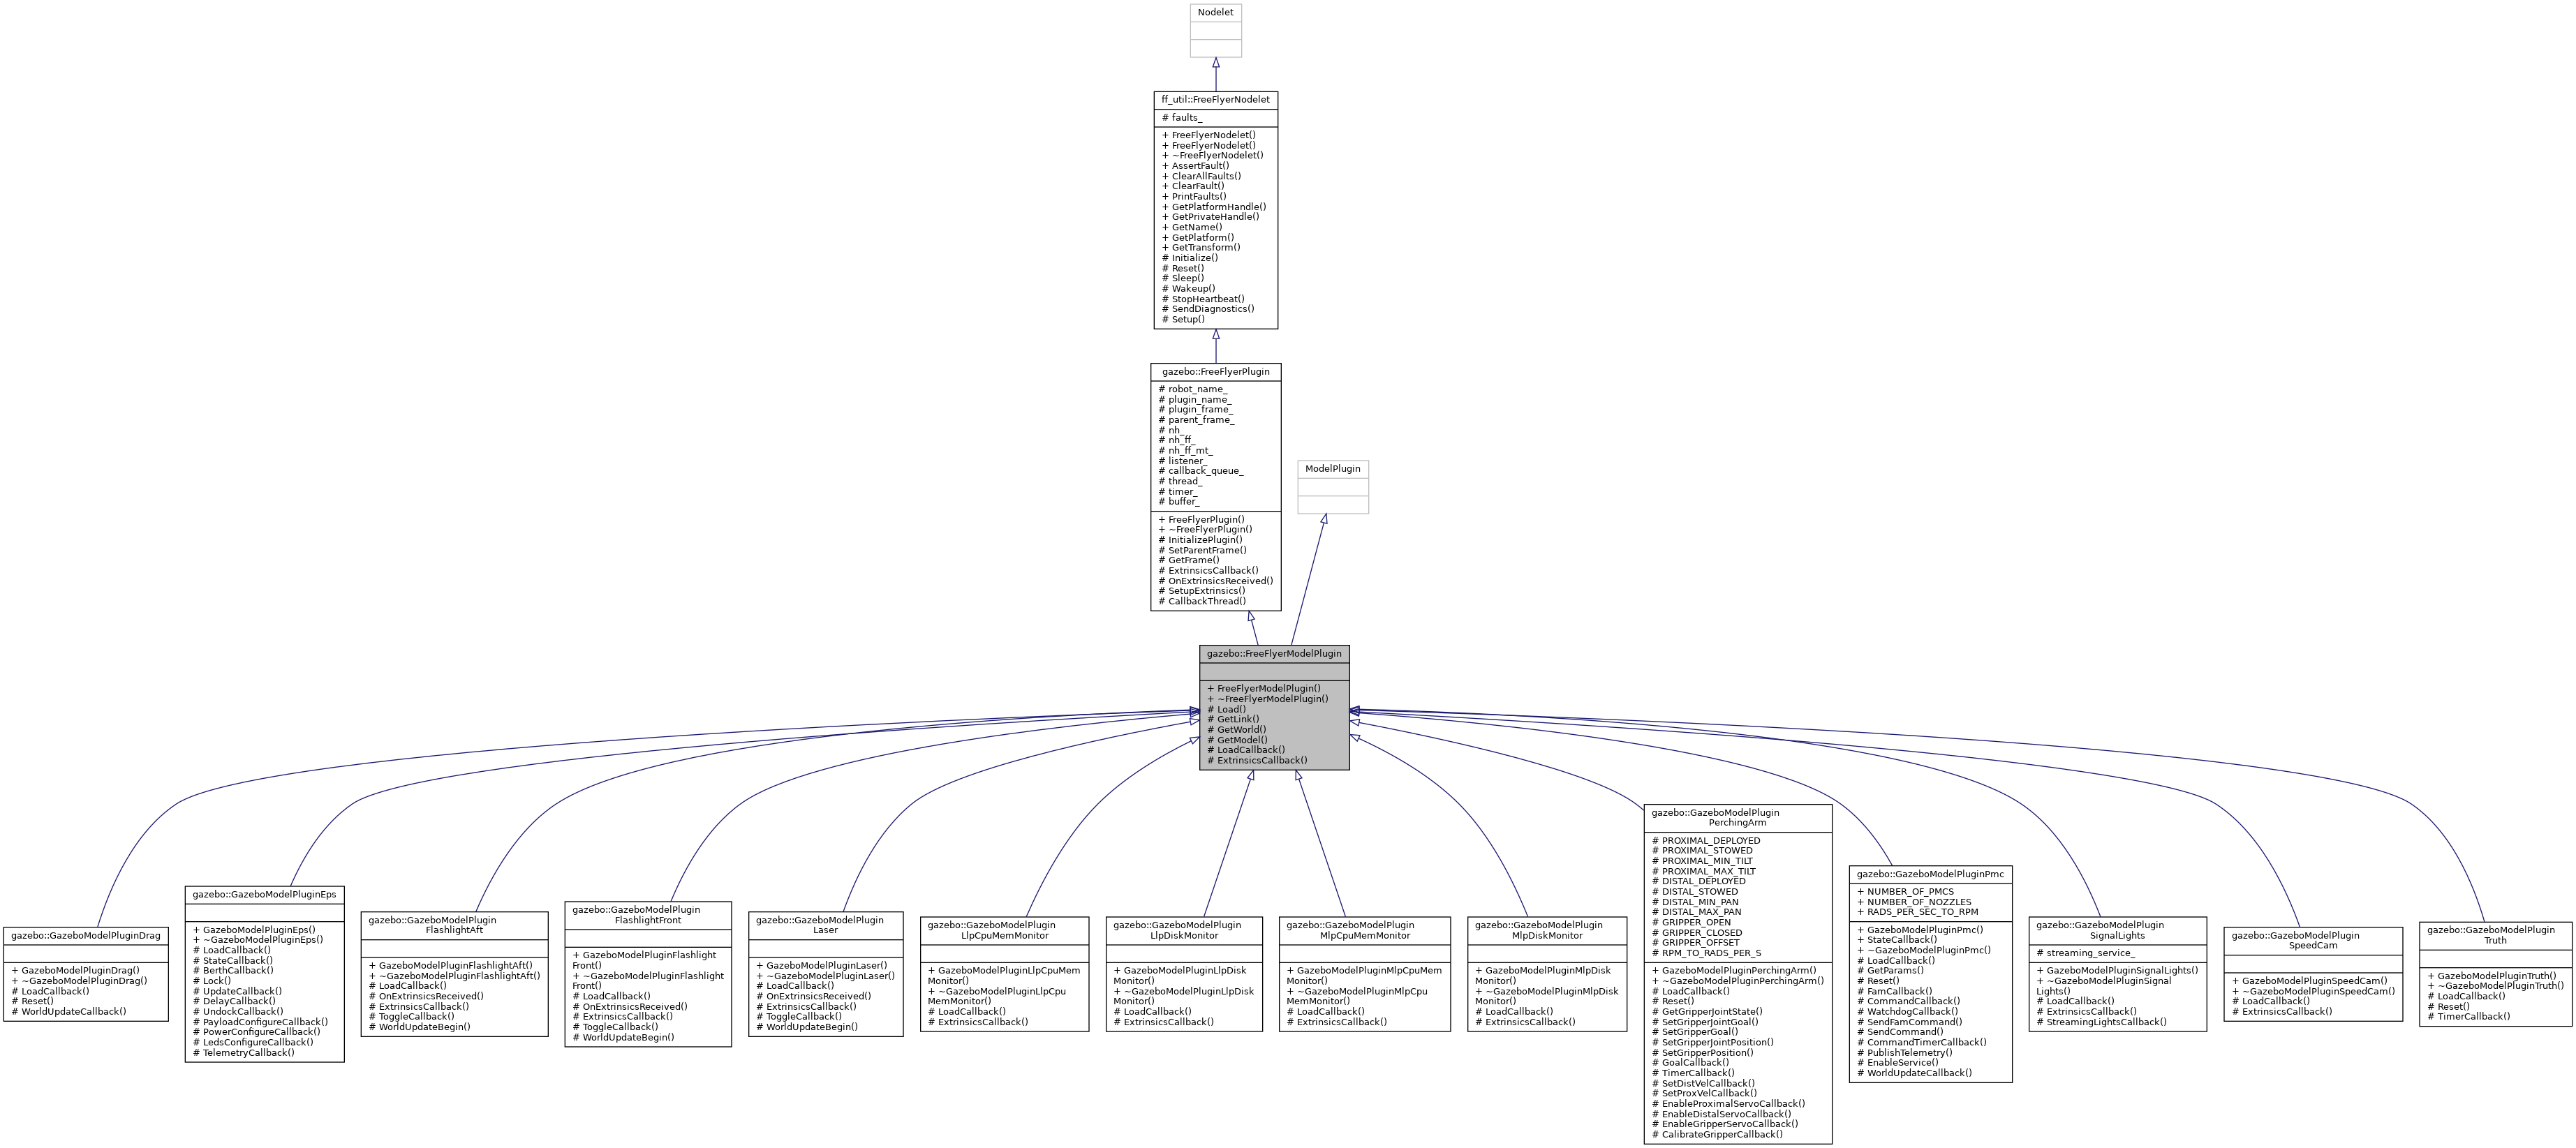 Nodelet
ff_util::FreeFlyerNodelet
# faults_
+ FreeFlyerNodelet()
+ FreeFlyerNodelet()
+ ~FreeFlyerNodelet()
+ AssertFault()
+ ClearAllFaults()
+ ClearFault()
+ PrintFaults()
+ GetPlatformHandle()
+ GetPrivateHandle()
+ GetName()
+ GetPlatform()
+ GetTransform()
# Initialize()
# Reset()
# Sleep()
# Wakeup()
# StopHeartbeat()
# SendDiagnostics()
# Setup()
gazebo::FreeFlyerPlugin
# robot_name_
# plugin_name_
# plugin_frame_
# parent_frame_
# nh_
# nh_ff_
# nh_ff_mt_
# listener_
# callback_queue_
# thread_
# timer_
# buffer_
+ FreeFlyerPlugin()
+ ~FreeFlyerPlugin()
# InitializePlugin()
# SetParentFrame()
# GetFrame()
# ExtrinsicsCallback()
# OnExtrinsicsReceived()
# SetupExtrinsics()
# CallbackThread()
ModelPlugin
gazebo::FreeFlyerModelPlugin
+ FreeFlyerModelPlugin()
+ ~FreeFlyerModelPlugin()
# Load()
# GetLink()
# GetWorld()
# GetModel()
# LoadCallback()
# ExtrinsicsCallback()
gazebo::GazeboModelPluginDrag
+ GazeboModelPluginDrag()
+ ~GazeboModelPluginDrag()
# LoadCallback()
# Reset()
# WorldUpdateCallback()
gazebo::GazeboModelPluginEps
+ GazeboModelPluginEps()
+ ~GazeboModelPluginEps()
# LoadCallback()
# StateCallback()
# BerthCallback()
# Lock()
# UpdateCallback()
# DelayCallback()
# UndockCallback()
# PayloadConfigureCallback()
# PowerConfigureCallback()
# LedsConfigureCallback()
# TelemetryCallback()
gazebo::GazeboModelPlugin
FlashlightAft
+ GazeboModelPluginFlashlightAft()
+ ~GazeboModelPluginFlashlightAft()
# LoadCallback()
# OnExtrinsicsReceived()
# ExtrinsicsCallback()
# ToggleCallback()
# WorldUpdateBegin()
gazebo::GazeboModelPlugin
FlashlightFront
+ GazeboModelPluginFlashlight
Front()
+ ~GazeboModelPluginFlashlight
Front()
# LoadCallback()
# OnExtrinsicsReceived()
# ExtrinsicsCallback()
# ToggleCallback()
# WorldUpdateBegin()
gazebo::GazeboModelPlugin
Laser
+ GazeboModelPluginLaser()
+ ~GazeboModelPluginLaser()
# LoadCallback()
# OnExtrinsicsReceived()
# ExtrinsicsCallback()
# ToggleCallback()
# WorldUpdateBegin()
gazebo::GazeboModelPlugin
LlpCpuMemMonitor
+ GazeboModelPluginLlpCpuMem
Monitor()
+ ~GazeboModelPluginLlpCpu
MemMonitor()
# LoadCallback()
# ExtrinsicsCallback()
gazebo::GazeboModelPlugin
LlpDiskMonitor
+ GazeboModelPluginLlpDisk
Monitor()
+ ~GazeboModelPluginLlpDisk
Monitor()
# LoadCallback()
# ExtrinsicsCallback()
gazebo::GazeboModelPlugin
MlpCpuMemMonitor
+ GazeboModelPluginMlpCpuMem
Monitor()
+ ~GazeboModelPluginMlpCpu
MemMonitor()
# LoadCallback()
# ExtrinsicsCallback()
gazebo::GazeboModelPlugin
MlpDiskMonitor
+ GazeboModelPluginMlpDisk
Monitor()
+ ~GazeboModelPluginMlpDisk
Monitor()
# LoadCallback()
# ExtrinsicsCallback()
gazebo::GazeboModelPlugin
PerchingArm
# PROXIMAL_DEPLOYED
# PROXIMAL_STOWED
# PROXIMAL_MIN_TILT
# PROXIMAL_MAX_TILT
# DISTAL_DEPLOYED
# DISTAL_STOWED
# DISTAL_MIN_PAN
# DISTAL_MAX_PAN
# GRIPPER_OPEN
# GRIPPER_CLOSED
# GRIPPER_OFFSET
# RPM_TO_RADS_PER_S
+ GazeboModelPluginPerchingArm()
+ ~GazeboModelPluginPerchingArm()
# LoadCallback()
# Reset()
# GetGripperJointState()
# SetGripperJointGoal()
# SetGripperGoal()
# SetGripperJointPosition()
# SetGripperPosition()
# GoalCallback()
# TimerCallback()
# SetDistVelCallback()
# SetProxVelCallback()
# EnableProximalServoCallback()
# EnableDistalServoCallback()
# EnableGripperServoCallback()
# CalibrateGripperCallback()
gazebo::GazeboModelPluginPmc
+ NUMBER_OF_PMCS
+ NUMBER_OF_NOZZLES
+ RADS_PER_SEC_TO_RPM
+ GazeboModelPluginPmc()
+ StateCallback()
+ ~GazeboModelPluginPmc()
# LoadCallback()
# GetParams()
# Reset()
# FamCallback()
# CommandCallback()
# WatchdogCallback()
# SendFamCommand()
# SendCommand()
# CommandTimerCallback()
# PublishTelemetry()
# EnableService()
# WorldUpdateCallback()
gazebo::GazeboModelPlugin
SignalLights
# streaming_service_
+ GazeboModelPluginSignalLights()
+ ~GazeboModelPluginSignal
Lights()
# LoadCallback()
# ExtrinsicsCallback()
# StreamingLightsCallback()
gazebo::GazeboModelPlugin
SpeedCam
+ GazeboModelPluginSpeedCam()
+ ~GazeboModelPluginSpeedCam()
# LoadCallback()
# ExtrinsicsCallback()
gazebo::GazeboModelPlugin
Truth
+ GazeboModelPluginTruth()
+ ~GazeboModelPluginTruth()
# LoadCallback()
# Reset()
# TimerCallback()